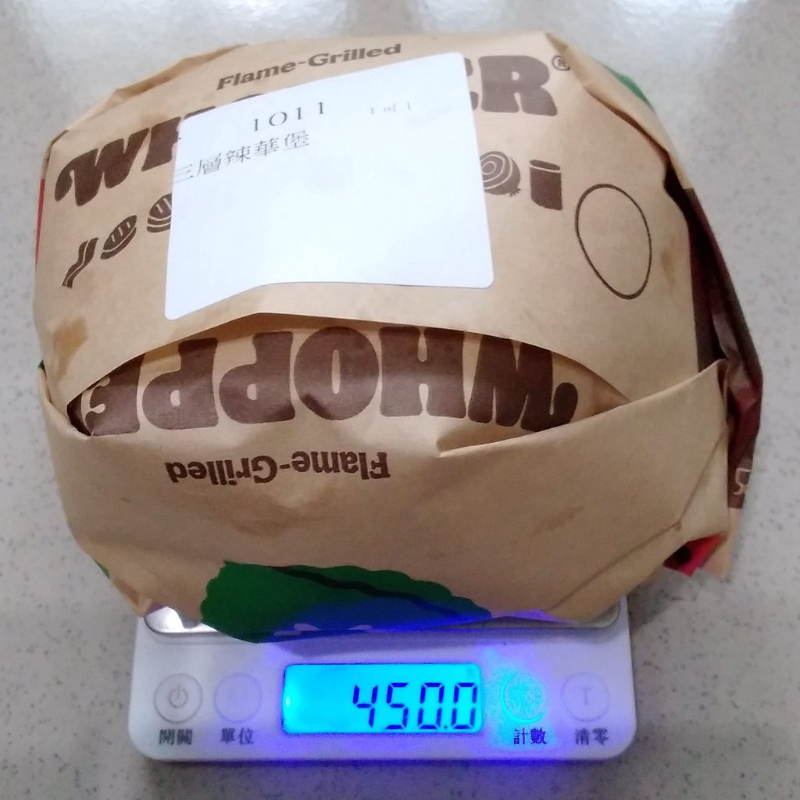 Flame-Grilled
WHOPPER®
1011 1 of 1
三層辣華堡
WHOPPE
Flame-Grilled
450.0
開關 單位 計數 清零
T